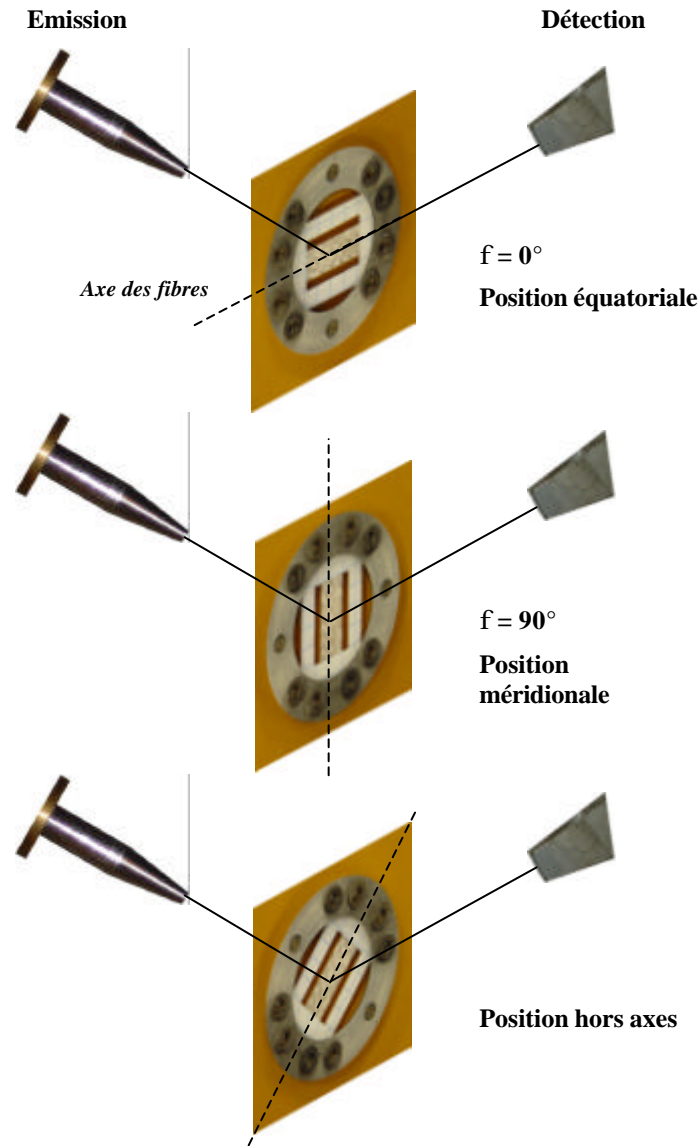 Emission
Détection
Axe des fibres
f = 0°
Position équatoriale
f = 90°
Position
méridionale
Position hors axes